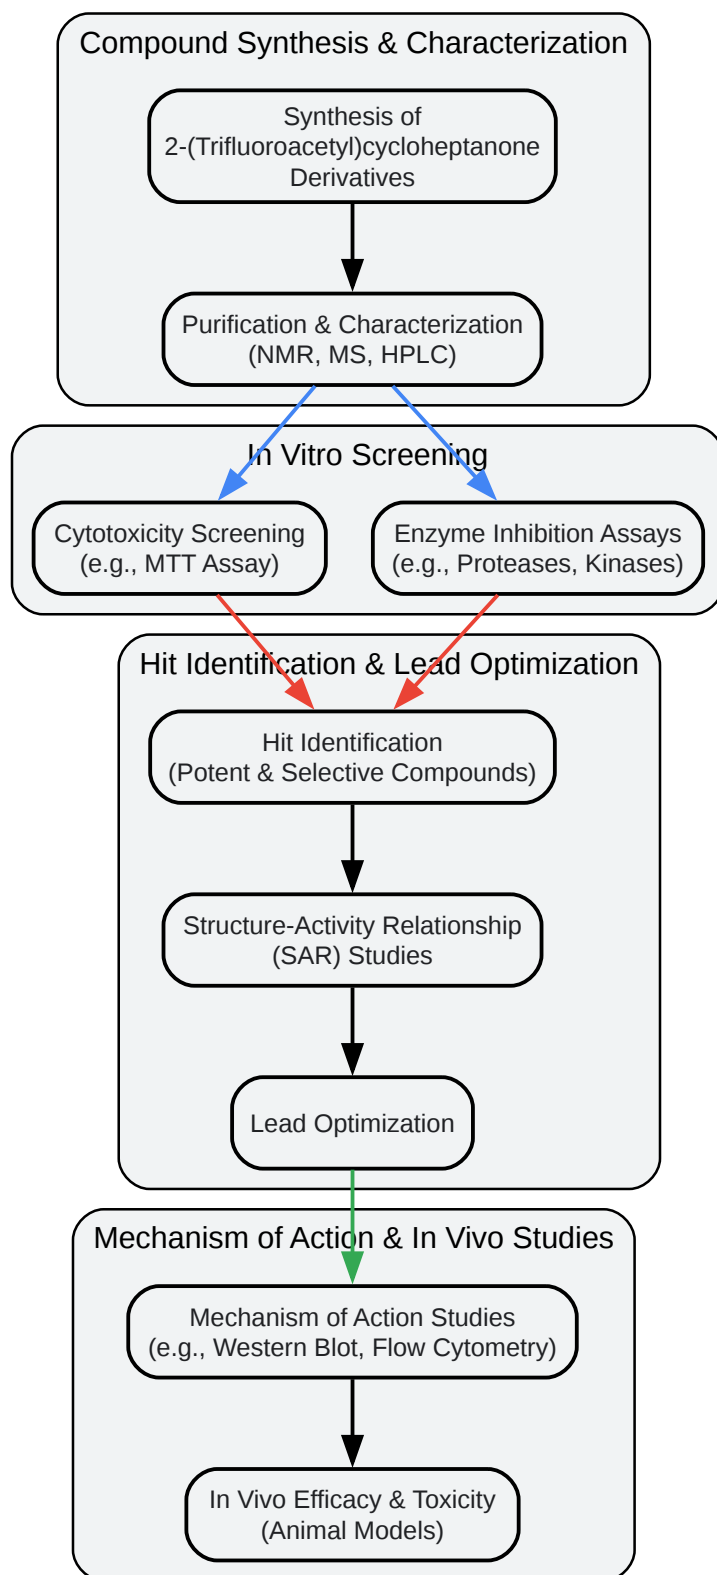 Compound Synthesis & Characterization
Synthesis of
2-(Trifluoroacetyl)cycloheptanone
Derivatives
Purification & Characterization
(NMR, MS, HPLC)
In Vitro Screening
Cytotoxicity Screening
(e.g., MTT Assay)
Enzyme Inhibition Assays
(e.g., Proteases, Kinases)
Hit Identification & Lead Optimization
Hit Identification
(Potent & Selective Compounds)
Structure-Activity Relationship
(SAR) Studies
Lead Optimization
Mechanism of Action & In Vivo Studies
Mechanism of Action Studies
(e.g., Western Blot, Flow Cytometry)
In Vivo Efficacy & Toxicity
(Animal Models)